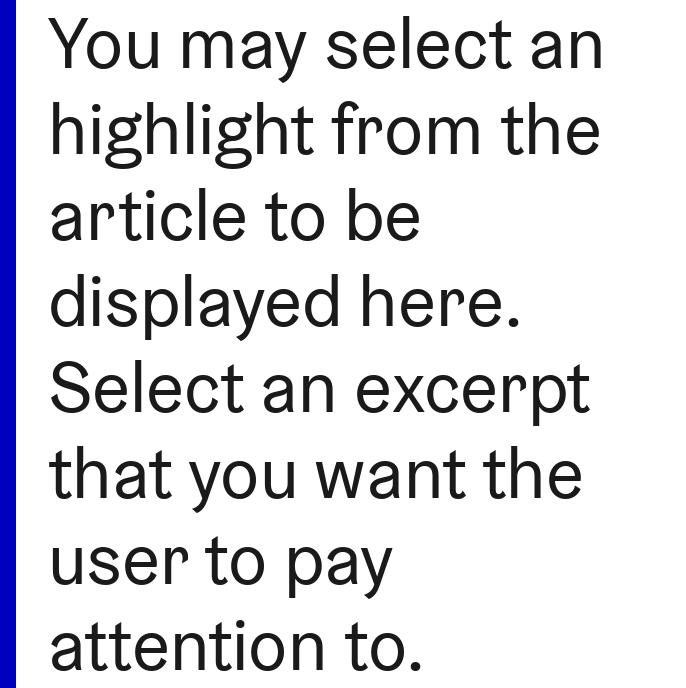 You may select an
highlight from the
article to be
displayed here.
Select an excerpt
that you want the
user to pay
attention to.